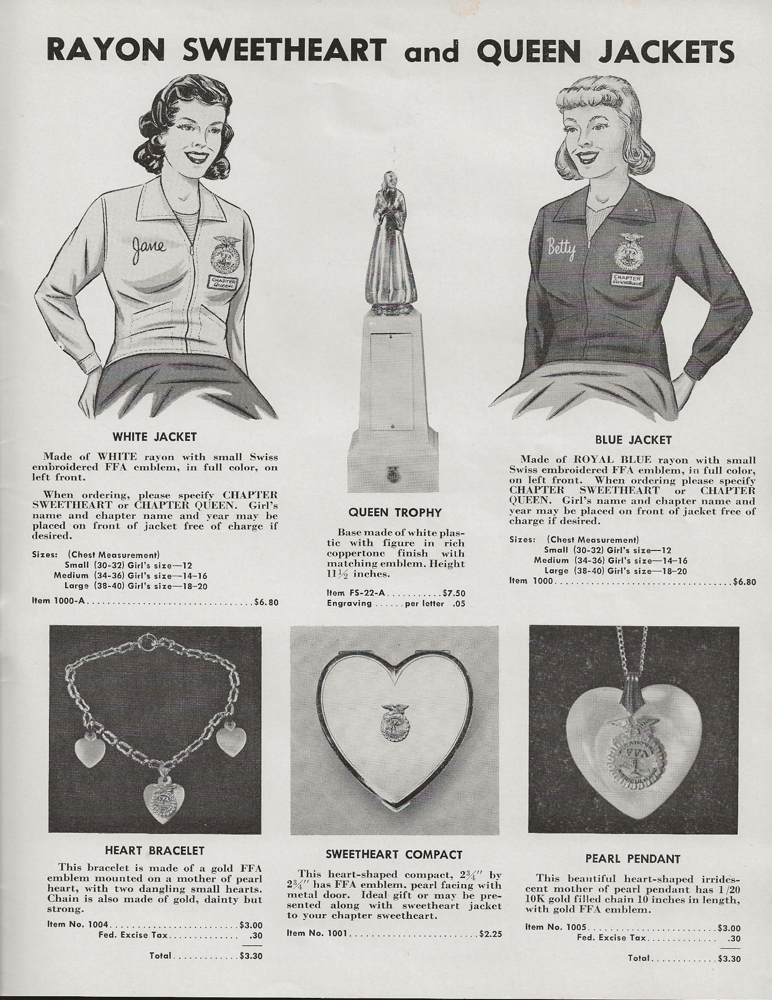 RAYON SWEETHEART and QUEEN JACKETS
Jane
FFA
CHAPTER
Queen
Betty
FFA
CHAPTER
Sweetheart
WHITE JACKET
Made of WHITE rayon with small Swiss
embroidered FFA emblem, in full color, on
left front.
When ordering, please specify CHAPTER
SWEETHEART or CHAPTER QUEEN. Girl's
name and chapter name and year may be
placed on front of jacket free of charge if
desired.
Sizes: (Chest Measurement)
Small (30-32) Girl's size—12
Medium (34-36) Girl's size—14-16
Large (38-40) Girl's size—18-20
Item 1000-A................................$6.80
QUEEN TROPHY
Base made of white plas-
tic with figure in rich
coppertone finish with
matching emblem. Height
11½ inches.
Item FS-22-A...........$7.50
Engraving ......per letter .05
BLUE JACKET
Made of ROYAL BLUE rayon with small
Swiss embroidered FFA emblem, in full color,
on left front. When ordering please specify
CHAPTER SWEETHEART or CHAPTER
QUEEN. Girl's name and chapter name and
year may be placed on front of jacket free of
charge if desired.
Sizes: (Chest Measurement)
Small (30-32) Girl's size—12
Medium (34-36) Girl's size—14-16
Large (38-40) Girl's size—18-20
Item 1000..................................$6.80
FFA
NATIONAL
FFA
AGRICULTURE
HEART BRACELET
This bracelet is made of a gold FFA
emblem mounted on a mother of pearl
heart, with two dangling small hearts.
Chain is also made of gold, dainty but
strong.
Item No. 1004........................$3.00
Fed. Excise Tax............. .30
Total.............$3.30
SWEETHEART COMPACT
This heart-shaped compact, 2¾" by
2¾" has FFA emblem, pearl facing with
metal door. Ideal gift or may be pre-
sented along with sweetheart jacket
to your chapter sweetheart.
Item No. 1001........................$2.25
PEARL PENDANT
This beautiful heart-shaped irrides-
cent mother of pearl pendant has 1/20
10K gold filled chain 10 inches in length,
with gold FFA emblem.
Item No. 1005........................$3.00
Fed. Excise Tax............. .30
Total.............$3.30